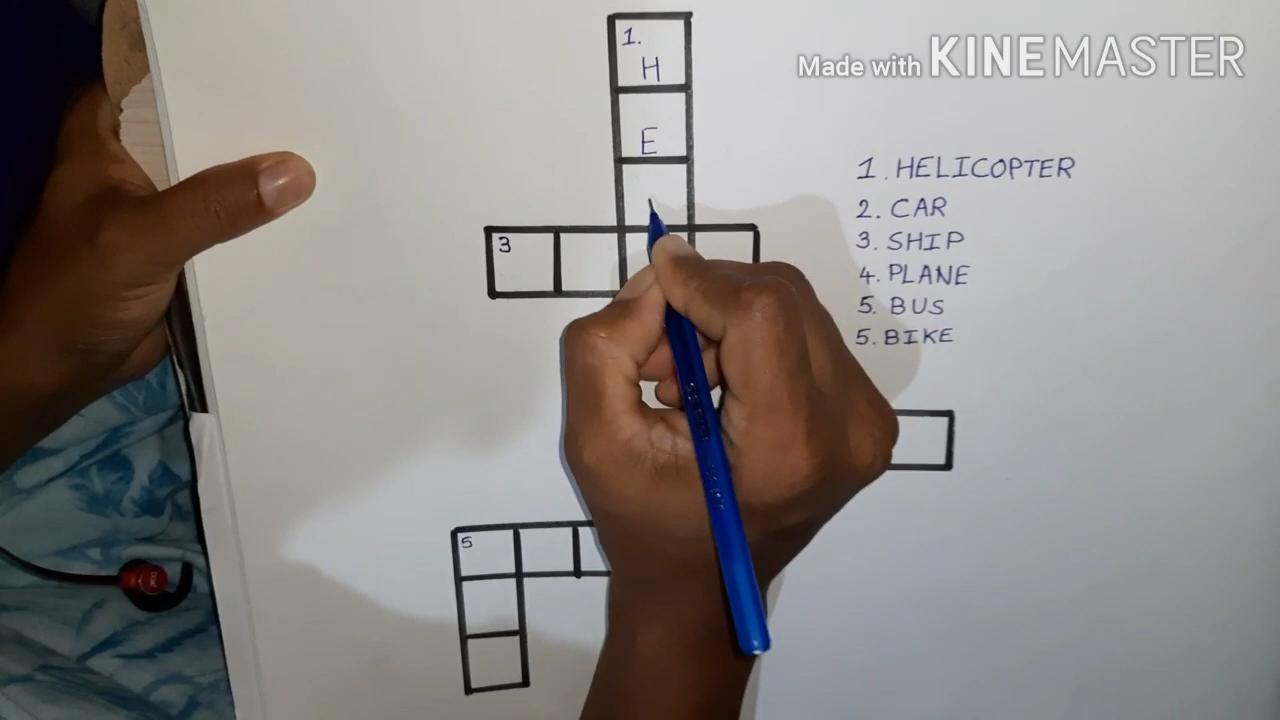 Made with KINEMASTER
1.
H
E
3
5
1. HELICOPTER
2. CAR
3. SHIP
4. PLANE
5. BUS
5. BIKE